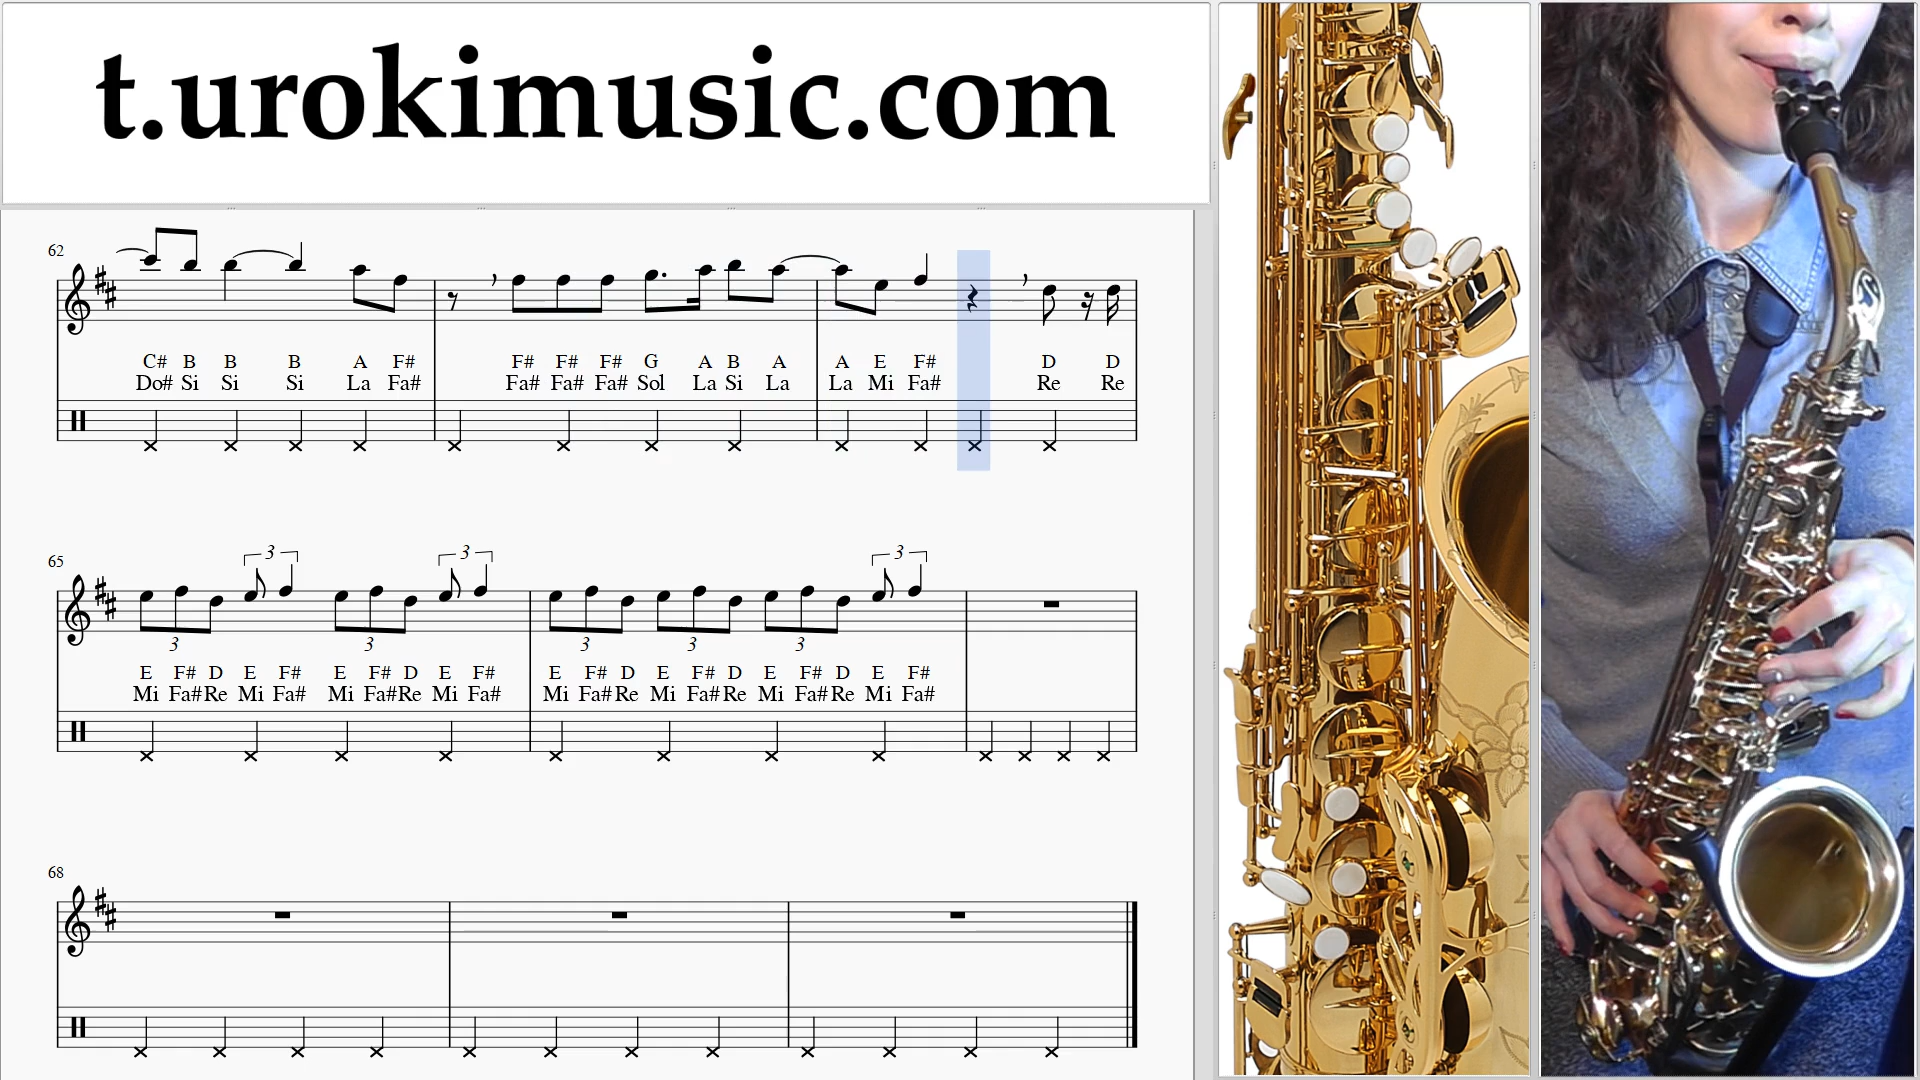 t.urokimusic.com
62
C# B B B A F# F# F# F# G A B A A E F# D D
Do# Si Si Si La Fa# Fa# Fa# Fa# Sol La Si La La Mi Fa# Re Re
65
3 3 3
3 3 3 3 3
E F# D E F# E F# D E F# E F# D E F# D E F# D E F#
Mi Fa# Re Mi Fa# Mi Fa# Re Mi Fa# Mi Fa# Re Mi Fa# Re Mi Fa# Re Mi Fa#
68